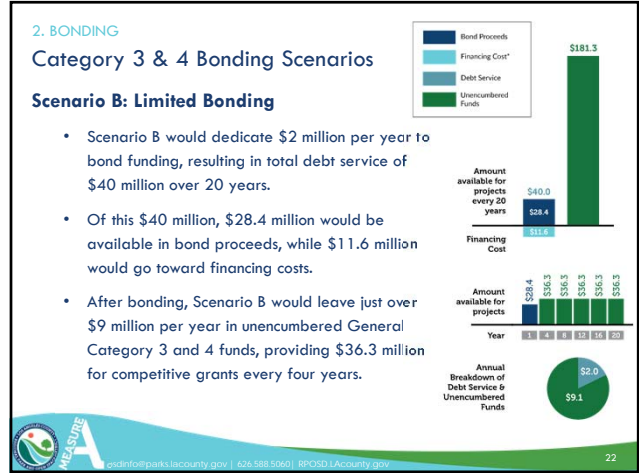 2. BONDING
Category 3 & 4 Bonding Scenarios
Scenario B: Limited Bonding
• Scenario B would dedicate $2 million per year to
bond funding, resulting in total debt service of
$40 million over 20 years.
• Of this $40 million, $28.4 million would be
available in bond proceeds, while $11.6 million
would go toward financing costs.
• After bonding, Scenario B would leave just over
$9 million per year in unencumbered General
Category 3 and 4 funds, providing $36.3 million
for competitive grants every four years.
Bond Proceeds
Financing Cost*
Debt Service
Unencumbered
Funds
$181.3
Amount
available for
projects
every 20
years
$40.0
$28.4
$11.6
Financing
Cost
Amount
available for
projects
$28.4
$36.3
$36.3
$36.3
$36.3
$36.3
Year
1 4 8 12 16 20
Annual
Breakdown of
Debt Service &
Unencumbered
Funds
$2.0
$9.1
MEASURE
A
osdinfo@parks.lacounty.gov | 626.588.5060| RPOSD.LAcounty.gov
22